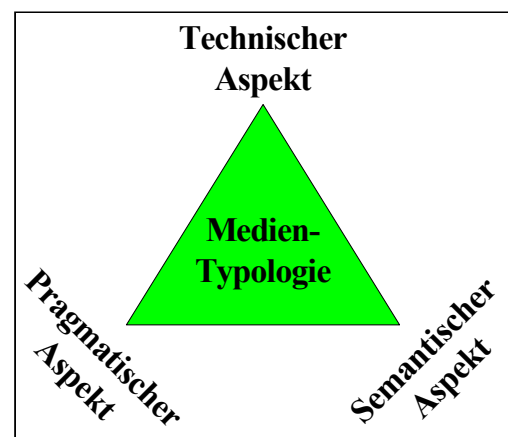 Technischer
Aspekt
Medien-
Typologie
Pragmatischer
Aspekt
Semantischer
Aspekt